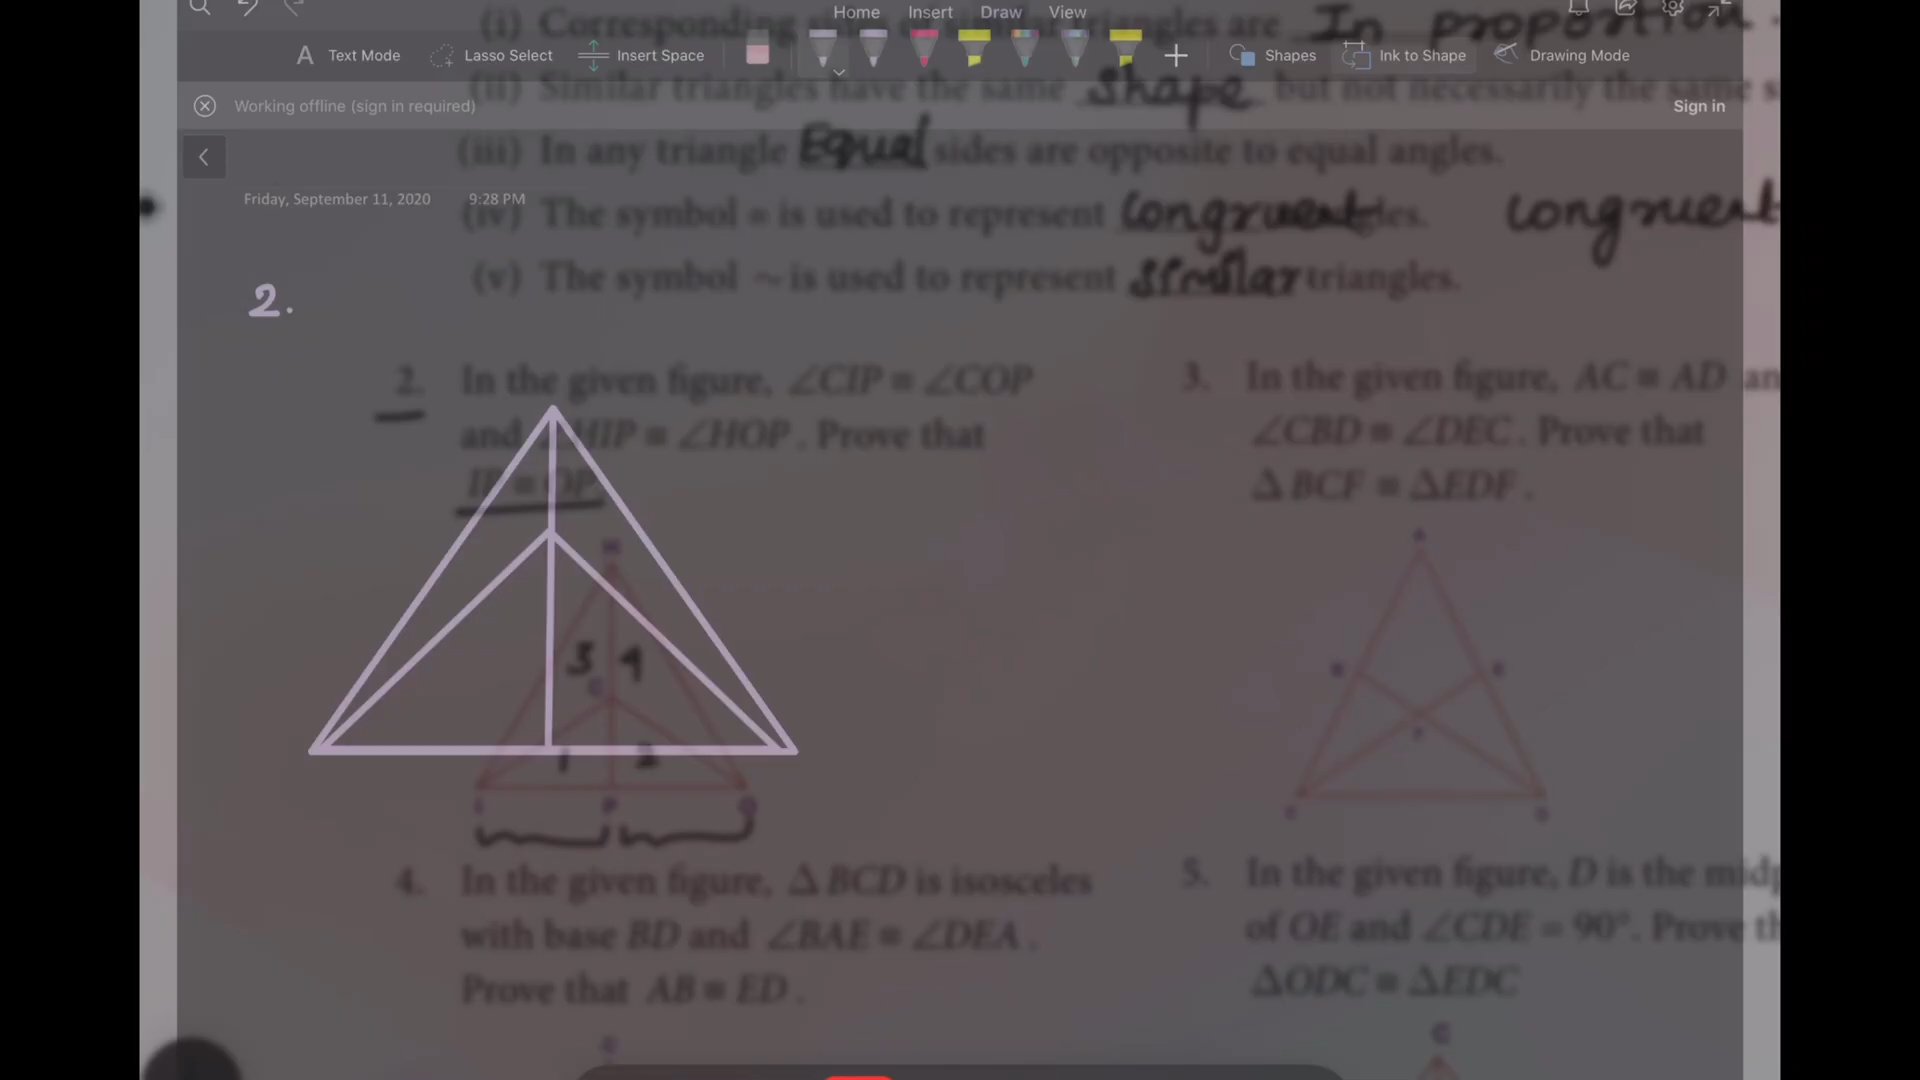 Home Insert Draw View
Text Mode Lasso Select Insert Space Shapes Ink to Shape Drawing Mode
Working offline (sign in required) Sign in
Friday, September 11, 2020 9:28 PM
2.
(i) Corresponding triangles are In proportion.
(ii) Similar triangles have the same shape but not necessarily the same s
(iii) In any triangle Equal sides are opposite to equal angles.
(iv) The symbol ≡ is used to represent congruent congruent
(v) The symbol ~ is used to represent similar triangles.
2. In the given figure, ∠CIP ≡ ∠COP
and ∠HIP ≡ ∠HOP. Prove that
IP ≡ OP.
H
3 4
C
1 2
I P O
3. In the given figure, AC ≡ AD an
∠CBD ≡ ∠DEC. Prove that
Δ BCF ≡ ΔEDF.
4. In the given figure, Δ BCD is isosceles
with base BD and ∠BAE ≡ ∠DEA.
Prove that AB ≡ ED.
5. In the given figure, D is the midp
of OE and ∠CDE = 90°. Prove th
ΔODC ≡ ΔEDC
C